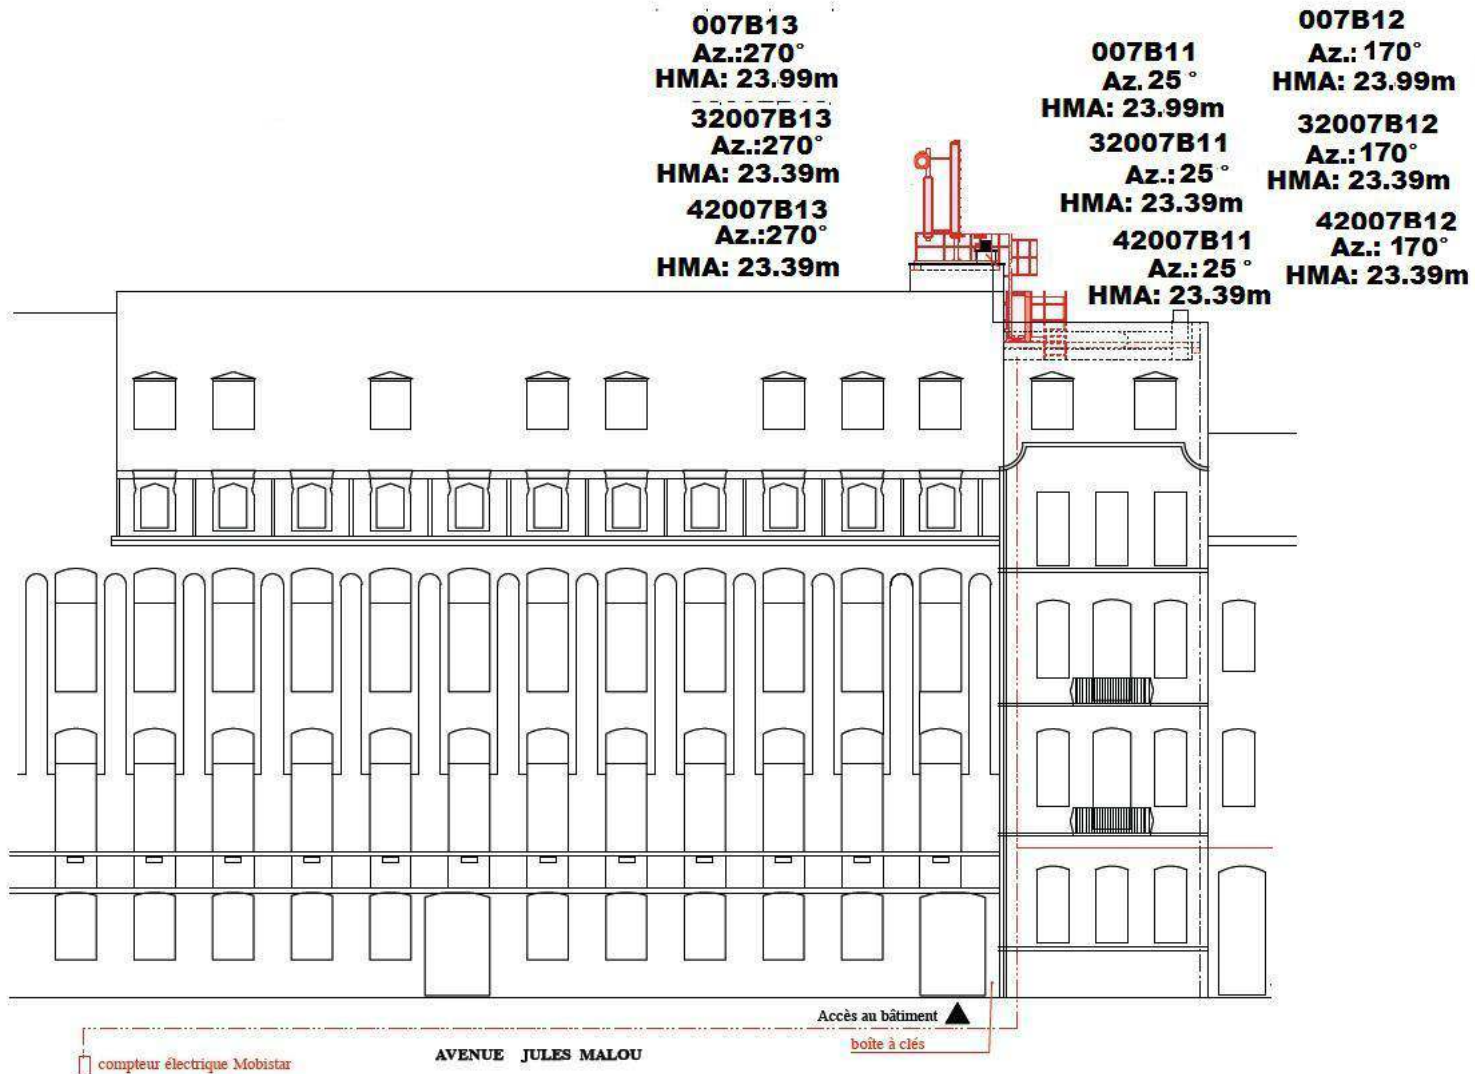 007B13
Az.:270°
HMA: 23.99m
32007B13
Az.:270°
HMA: 23.39m
42007B13
Az.:270°
HMA: 23.39m
007B11
Az. 25 °
HMA: 23.99m
32007B11
Az.: 25 °
HMA: 23.39m
42007B11
Az.: 25 °
HMA: 23.39m
007B12
Az.: 170°
HMA: 23.99m
32007B12
Az.: 170°
HMA: 23.39m
42007B12
Az.: 170°
HMA: 23.39m
Accès au bâtiment
boîte à clés
AVENUE JULES MALOU
compteur électrique Mobistar